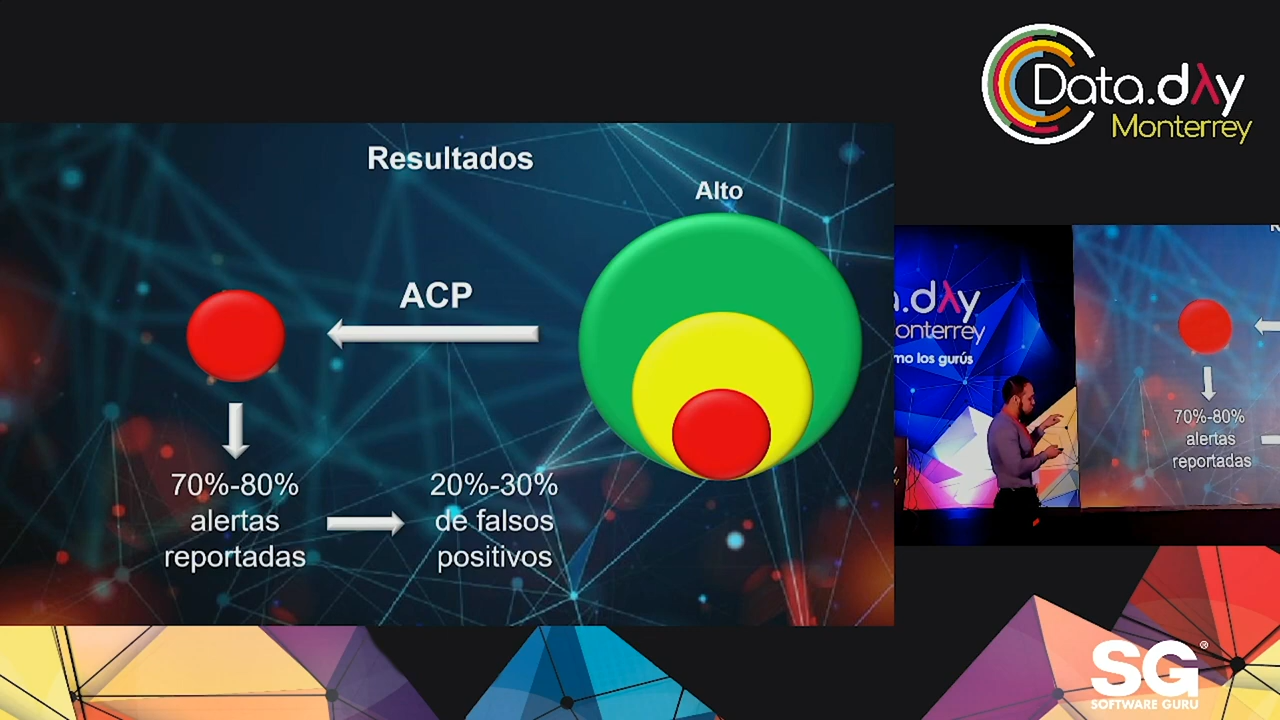 Data.dλy
Monterrey
Resultados
Alto
ACP
70%-80%
alertas
reportadas
20%-30%
de falsos
positivos
a.dλy
onterrey
mo los gurús
70%-80%
alertas
reportadas
SG®
SOFTWARE GURU